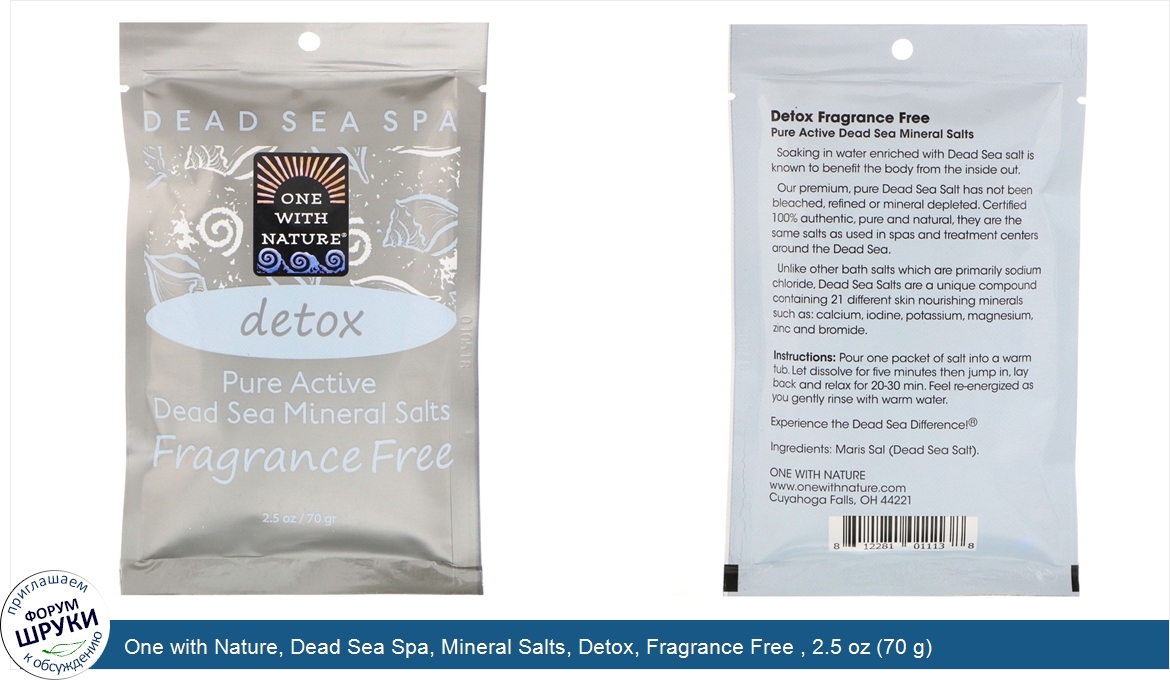 DEAD SEA SPA
ONE
WITH
NATURE®
detox
Pure Active
Dead Sea Mineral Salts
Fragrance Free
2.5 oz / 70 gr
Detox Fragrance Free
Pure Active Dead Sea Mineral Salts
Soaking in water enriched with Dead Sea salt is
known to benefit the body from the inside out.
Our premium, pure Dead Sea Salt has not been
bleached, refined or mineral depleted. Certified
100% authentic, pure and natural, they are the
same salts as used in spas and treatment centers
around the Dead Sea.
Unlike other bath salts which are primarily sodium
chloride, Dead Sea Salts are a unique compound
containing 21 different skin nourishing minerals
such as: calcium, iodine, potassium, magnesium,
zinc and bromide.
Instructions: Pour one packet of salt into a warm
tub. Let dissolve for five minutes then jump in, lay
back and relax for 20-30 min. Feel re-energized as
you gently rinse with warm water.
Experience the Dead Sea Difference!®
Ingredients: Maris Sal (Dead Sea Salt).
ONE WITH NATURE
www.onewithnature.com
Cuyahoga Falls, OH 44221
8 12281 01113 8
приглашаем
ФОРУМ
ШРУКИ
к обсуждению
One with Nature, Dead Sea Spa, Mineral Salts, Detox, Fragrance Free , 2.5 oz (70 g)